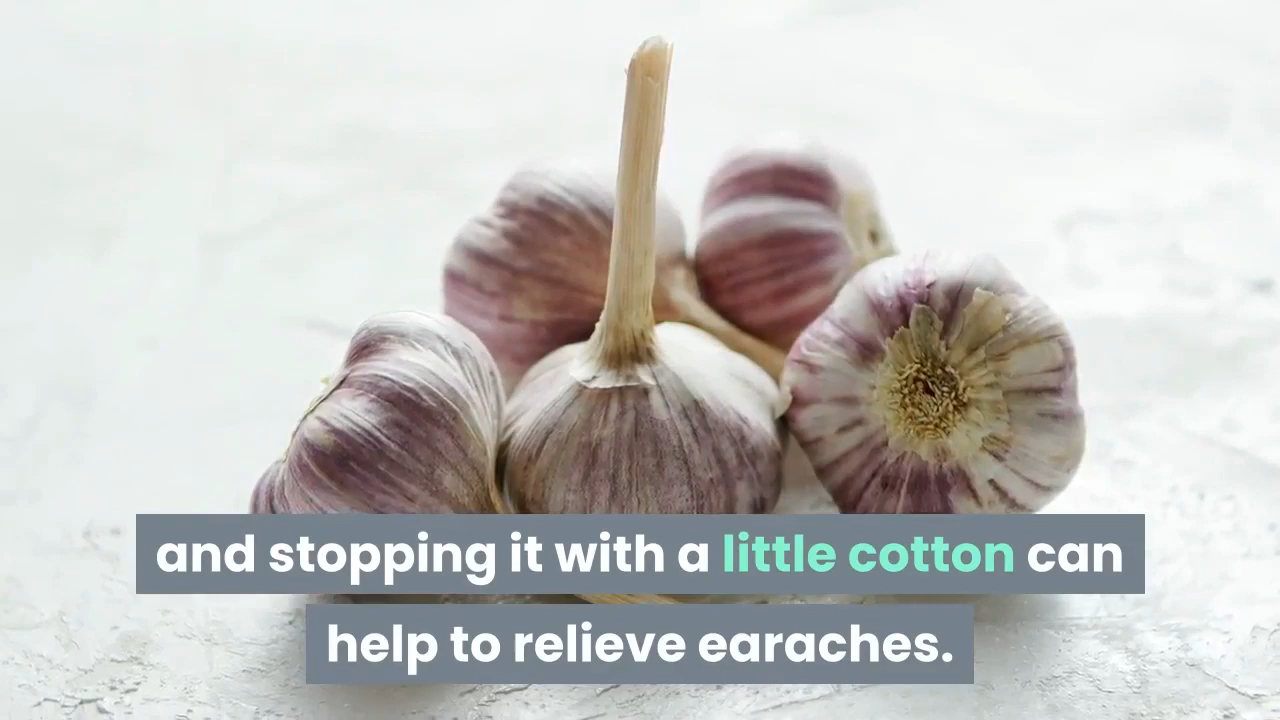 and stopping it with a little cotton can
help to relieve earaches.